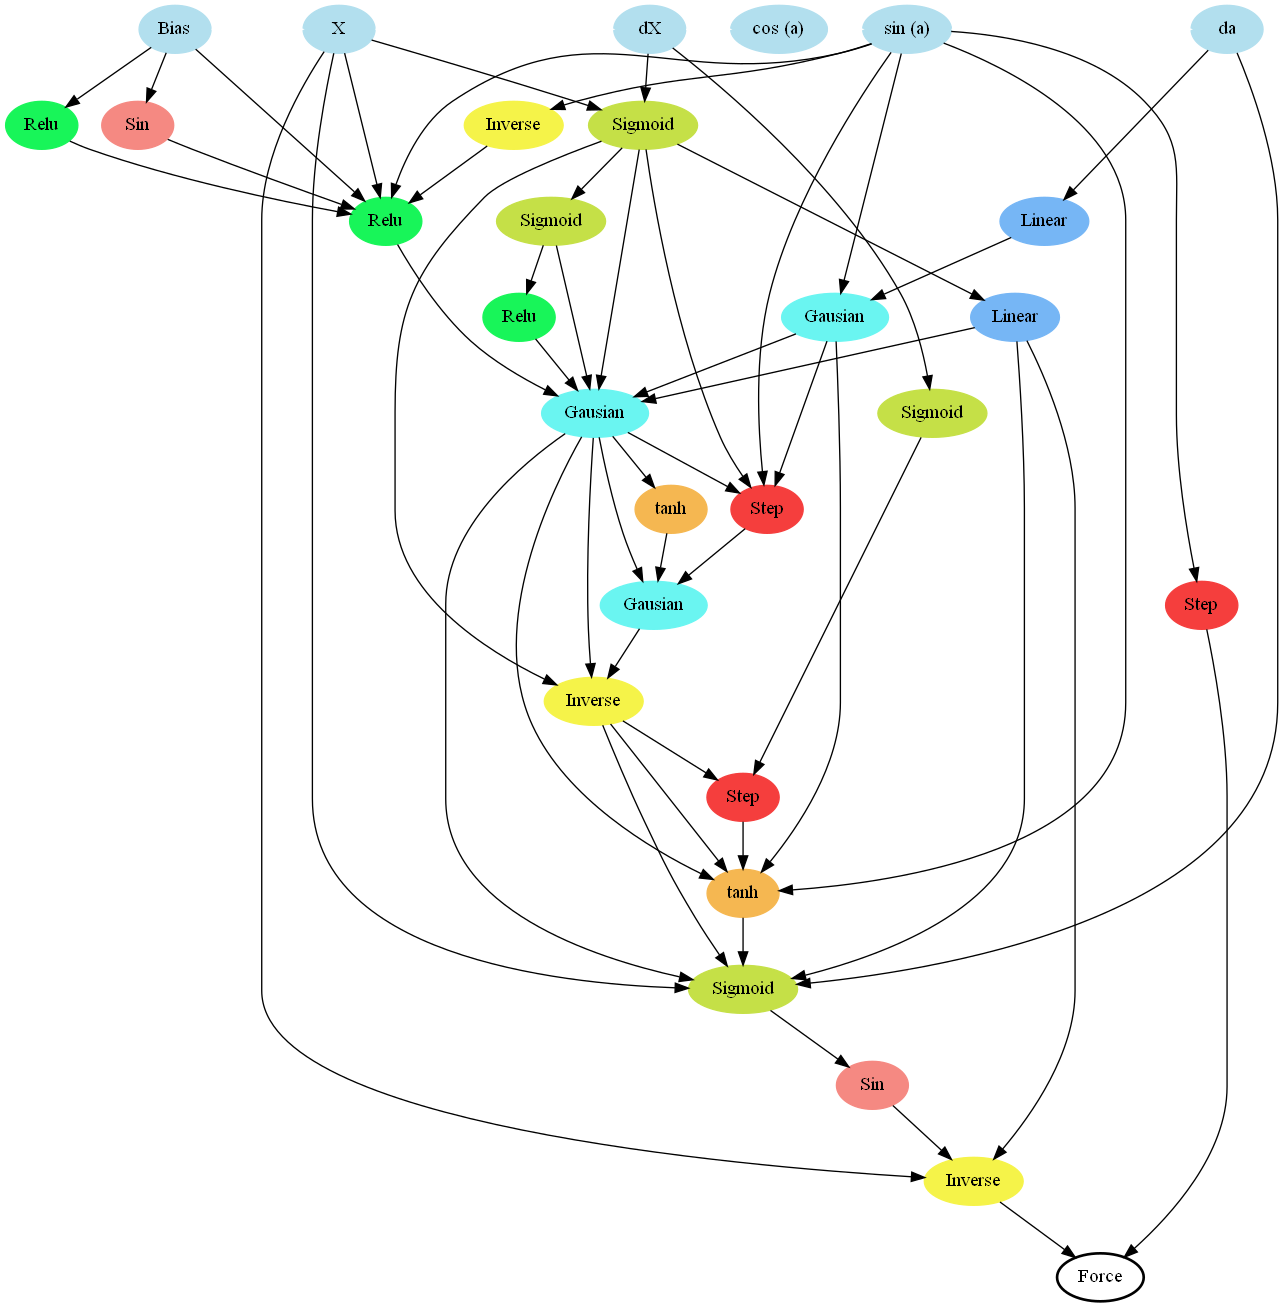 Bias
X
dX
cos (a)
sin (a)
da
Relu
Sin
Inverse
Sigmoid
Relu
Sigmoid
Linear
Relu
Gausian
Linear
Gausian
Sigmoid
tanh
Step
Gausian
Step
Inverse
Step
tanh
Sigmoid
Sin
Inverse
Force